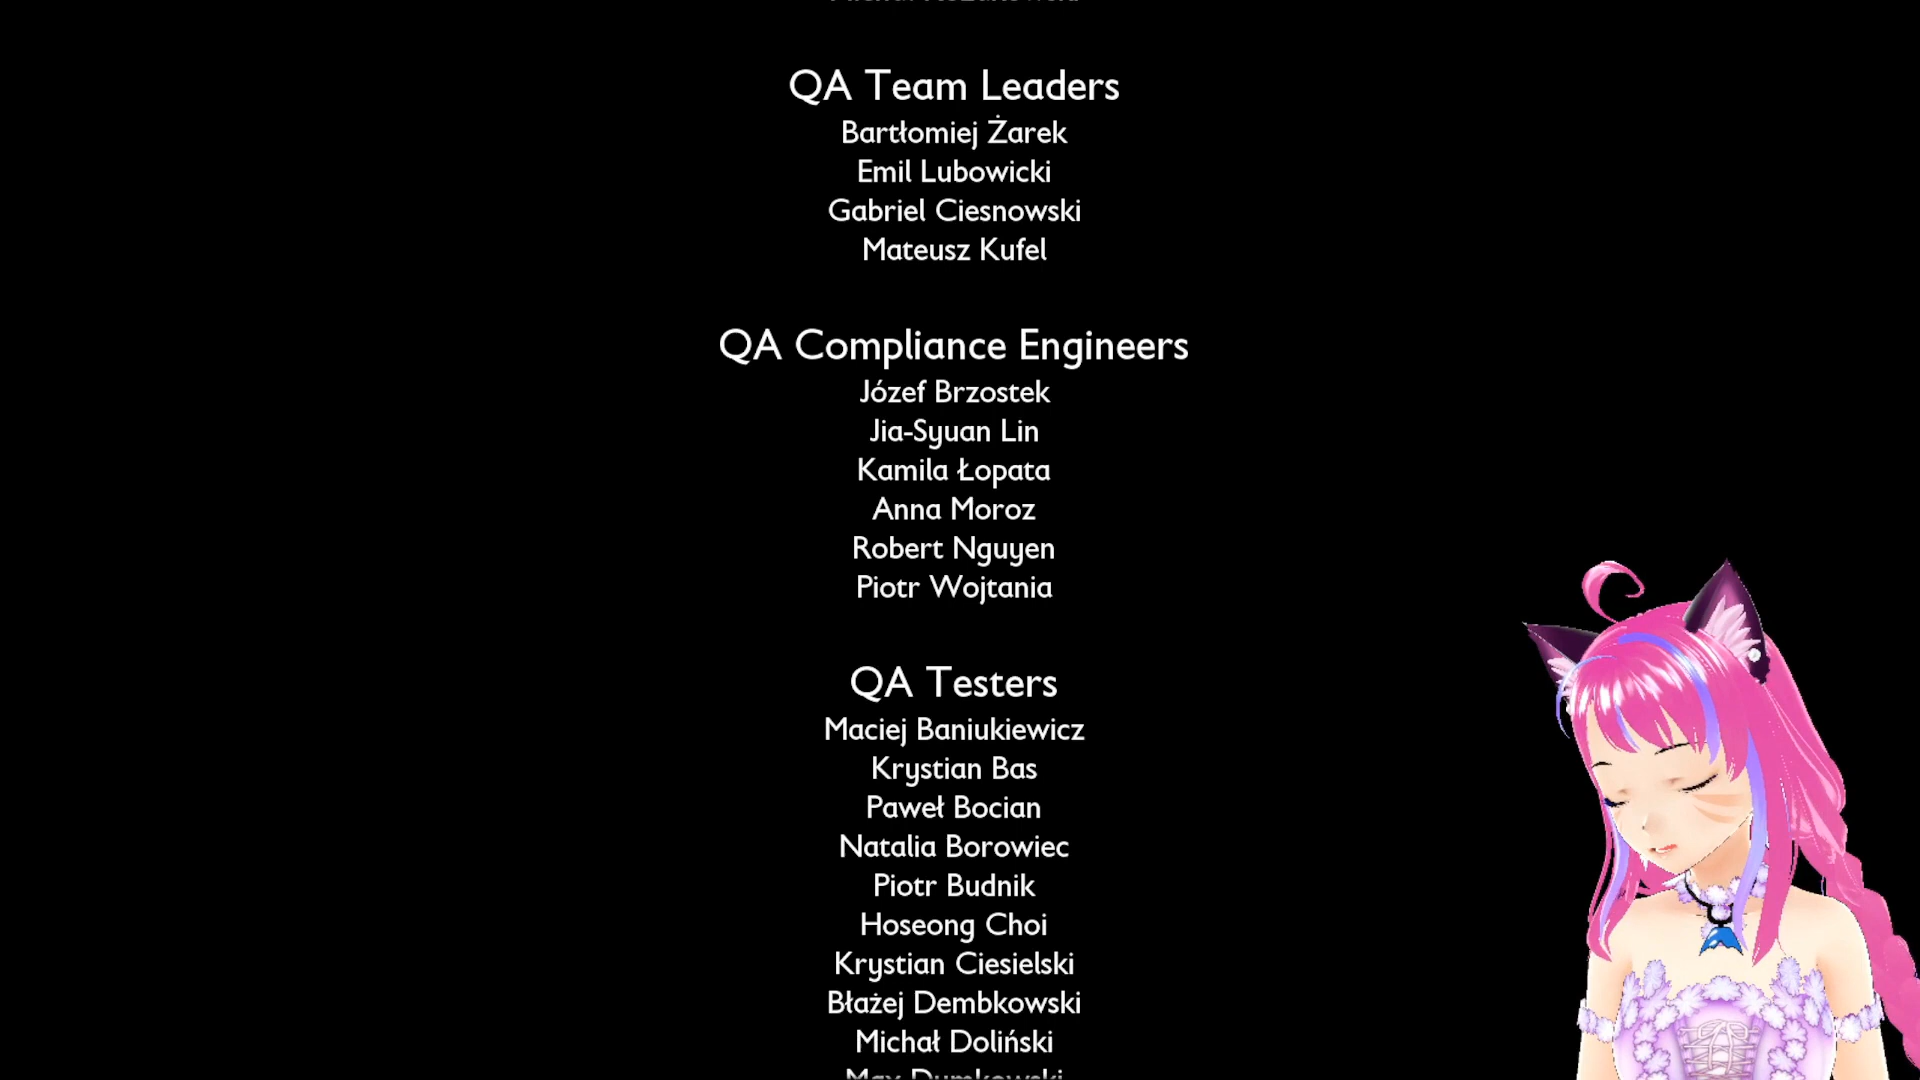 QA Team Leaders
Bartłomiej Żarek
Emil Lubowicki
Gabriel Ciesnowski
Mateusz Kufel
QA Compliance Engineers
Józef Brzostek
Jia-Syuan Lin
Kamila Łopata
Anna Moroz
Robert Nguyen
Piotr Wojtania
QA Testers
Maciej Baniukiewicz
Krystian Bas
Paweł Bocian
Natalia Borowiec
Piotr Budnik
Hoseong Choi
Krystian Ciesielski
Błażej Dembkowski
Michał Doliński